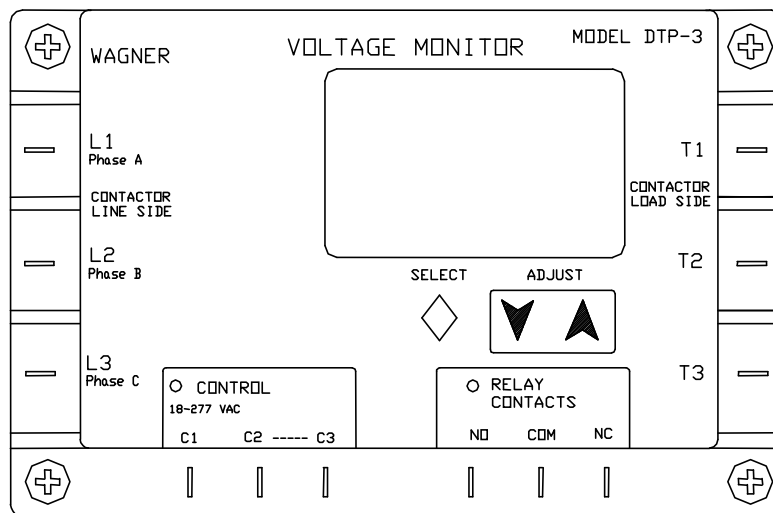 WAGNER
VOLTAGE MONITOR
MODEL DTP-3
L1
Phase A
T1
CONTACTOR
LINE SIDE
CONTACTOR
LOAD SIDE
L2
Phase B
T2
SELECT
ADJUST
L3
Phase C
T3
CONTROL
18-277 VAC
C1 C2 ----- C3
RELAY
CONTACTS
NO COM NC